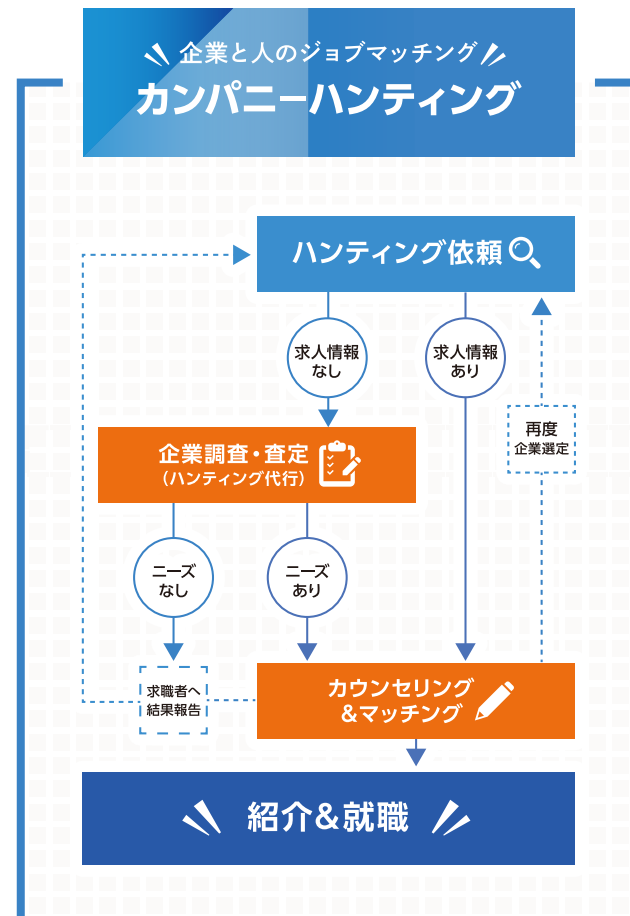 企業と人のジョブマッチング
カンパニーハンティング
ハンティング依頼
求人情報
なし
求人情報
あり
再度
企業選定
企業調査・査定
(ハンティング代行)
ニーズ
なし
ニーズ
あり
求職者へ
結果報告
カウンセリング
&マッチング
紹介&就職